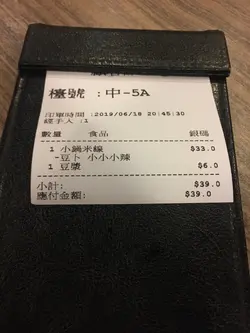 檯號 :中-5A
印單時間 :2019/06/18 20:45:30
經手人 :1
數量 食品 銀碼
1 小鍋米線 $33.0
-豆卜 小小小辣
1 豆漿 $6.0
小計: $39.0
應付金額: $39.0